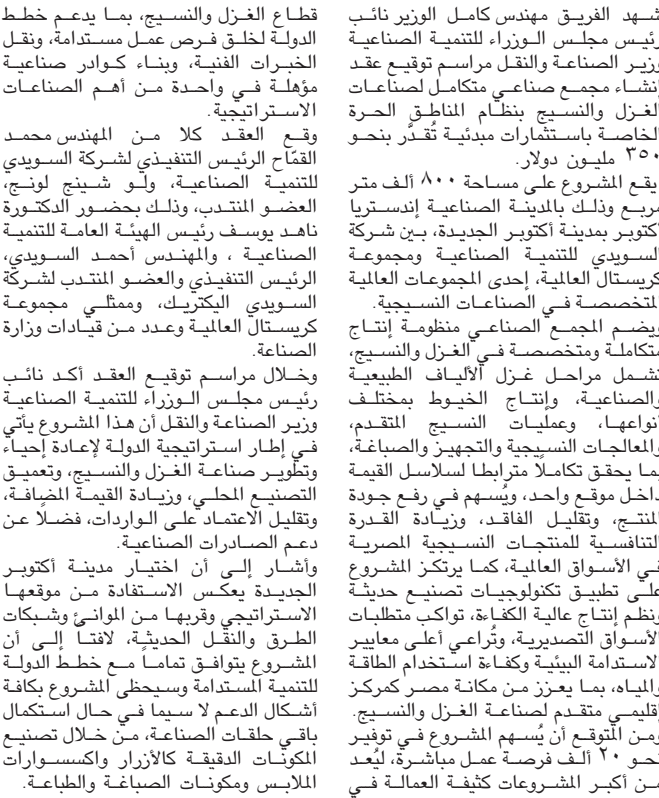 شهد الفريق مهندس كامل الوزير نائب
رئيس مجلس الوزراء للتنمية الصناعية
وزير الصناعة والنقل مراسم توقيع عقد
إنشاء مجمع صناعي متكامل لصناعات
الغزل والنسيج بنظام المناطق الحرة
الخاصة باستثمارات مبدئية تُقدَّر بنحو
٣٥٠ مليون دولار.
يقع المشروع على مساحة ٨٠٠ ألف متر
مربع وذلك بالمدينة الصناعية إندستريا
أكتوبر بمدينة أكتوبر الجديدة، بين شركة
السويدي للتنمية الصناعية ومجموعة
كريستال العالمية، إحدى المجموعات العالمية
المتخصصة في الصناعات النسيجية.
ويضم المجمع الصناعي منظومة إنتاج
متكاملة ومتخصصة في الغزل والنسيج،
تشمل مراحل غزل الألياف الطبيعية
والصناعية، وإنتاج الخيوط بمختلف
أنواعها، وعمليات النسيج المتقدم،
والمعالجات النسيجية والتجهيز والصباغة،
بما يحقق تكاملًا مترابطا لسلاسل القيمة
داخل موقع واحد، ويُسهم في رفع جودة
المنتج، وتقليل الفاقد، وزيادة القدرة
التنافسية للمنتجات النسيجية المصرية
في الأسواق العالمية، كما يرتكز المشروع
على تطبيق تكنولوجيات تصنيع حديثة
ونظم إنتاج عالية الكفاءة، تواكب متطلبات
الأسواق التصديرية، وتُراعي أعلى معايير
الاستدامة البيئية وكفاءة استخدام الطاقة
والمياه، بما يعزز من مكانة مصر كمركز
إقليمي متقدم لصناعة الغزل والنسيج.
ومن المتوقع أن يُسهم المشروع في توفير
نحو ٢٠ ألف فرصة عمل مباشرة، ليُعد
من أكبر المشروعات كثيفة العمالة في
قطاع الغزل والنسيج، بما يدعم خطط
الدولة لخلق فرص عمل مستدامة، ونقل
الخبرات الفنية، وبناء كوادر صناعية
مؤهلة في واحدة من أهم الصناعات
الاستراتيجية.
وقع العقد كلا من المهندس محمد
القمّاح الرئيس التنفيذي لشركة السويدي
للتنمية الصناعية، ولو شينج لونج،
العضو المنتدب، وذلك بحضور الدكتورة
ناهد يوسف رئيس الهيئة العامة للتنمية
الصناعية ، والمهندس أحمد السويدي،
الرئيس التنفيذي والعضو المنتدب لشركة
السويدي اليكتريك، وممثلي مجموعة
كريستال العالمية وعدد من قيادات وزارة
الصناعة.
وخلال مراسم توقيع العقد أكد نائب
رئيس مجلس الوزراء للتنمية الصناعية
وزير الصناعة والنقل أن هذا المشروع يأتي
في إطار استراتيجية الدولة لإعادة إحياء
وتطوير صناعة الغزل والنسيج، وتعميق
التصنيع المحلي، وزيادة القيمة المضافة،
وتقليل الاعتماد على الواردات، فضلًا عن
دعم الصادرات الصناعية.
وأشار إلى أن اختيار مدينة أكتوبر
الجديدة يعكس الاستفادة من موقعها
الاستراتيجي وقربها من الموانئ وشبكات
الطرق والنقل الحديثة، لافتاً إلى أن
المشروع يتوافق تماماً مع خطط الدولة
للتنمية المستدامة وسيحظى المشروع بكافة
أشكال الدعم لا سيما في حال استكمال
باقي حلقات الصناعة، من خلال تصنيع
المكونات الدقيقة كالأزرار واكسسوارات
الملابس ومكونات الصباغة والطباعة.